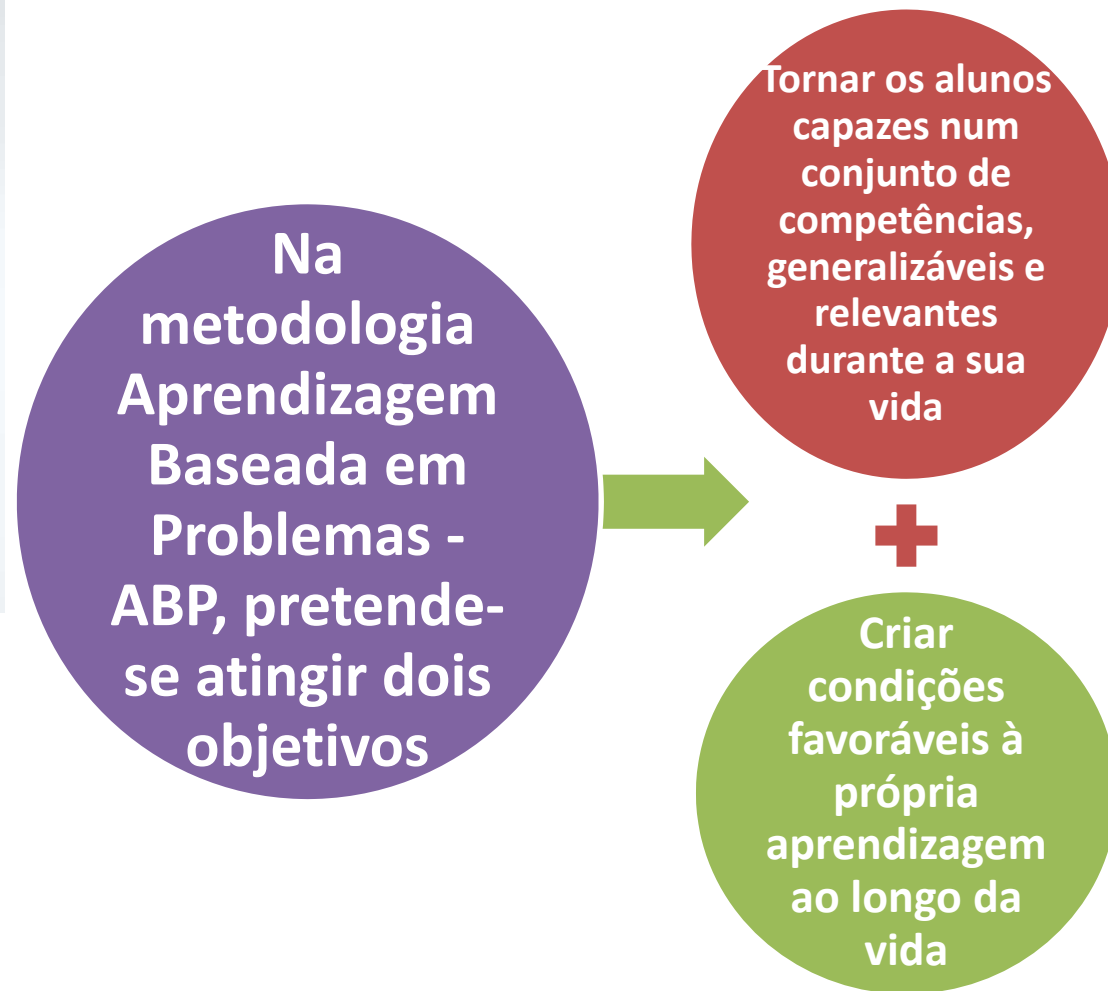 Na
metodologia
Aprendizagem
Baseada em
Problemas -
ABP, pretende-
se atingir dois
objetivos
Tornar os alunos
capazes num
conjunto de
competências,
generalizáveis e
relevantes
durante a sua
vida
Criar
condições
favoráveis à
própria
aprendizagem
ao longo da
vida